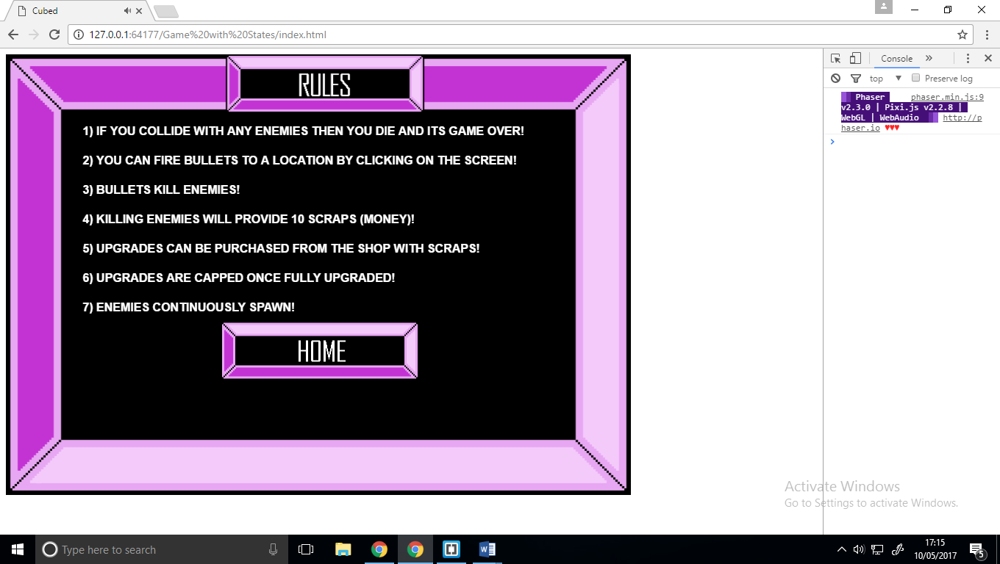 Cubed
127.0.0.1:64177/Game%20with%20States/index.html
RULES
1) IF YOU COLLIDE WITH ANY ENEMIES THEN YOU DIE AND ITS GAME OVER!
2) YOU CAN FIRE BULLETS TO A LOCATION BY CLICKING ON THE SCREEN!
3) BULLETS KILL ENEMIES!
4) KILLING ENEMIES WILL PROVIDE 10 SCRAPS (MONEY)!
5) UPGRADES CAN BE PURCHASED FROM THE SHOP WITH SCRAPS!
6) UPGRADES ARE CAPPED ONCE FULLY UPGRADED!
7) ENEMIES CONTINUOUSLY SPAWN!
HOME
Console
top
Preserve log
Phaser phaser.min.js:9
v2.3.0 | Pixi.js v2.2.8 |
WebGL | WebAudio http://p
haser.io ♥♥♥
Activate Windows
Go to Settings to activate Windows.
Type here to search
17:15
10/05/2017
5